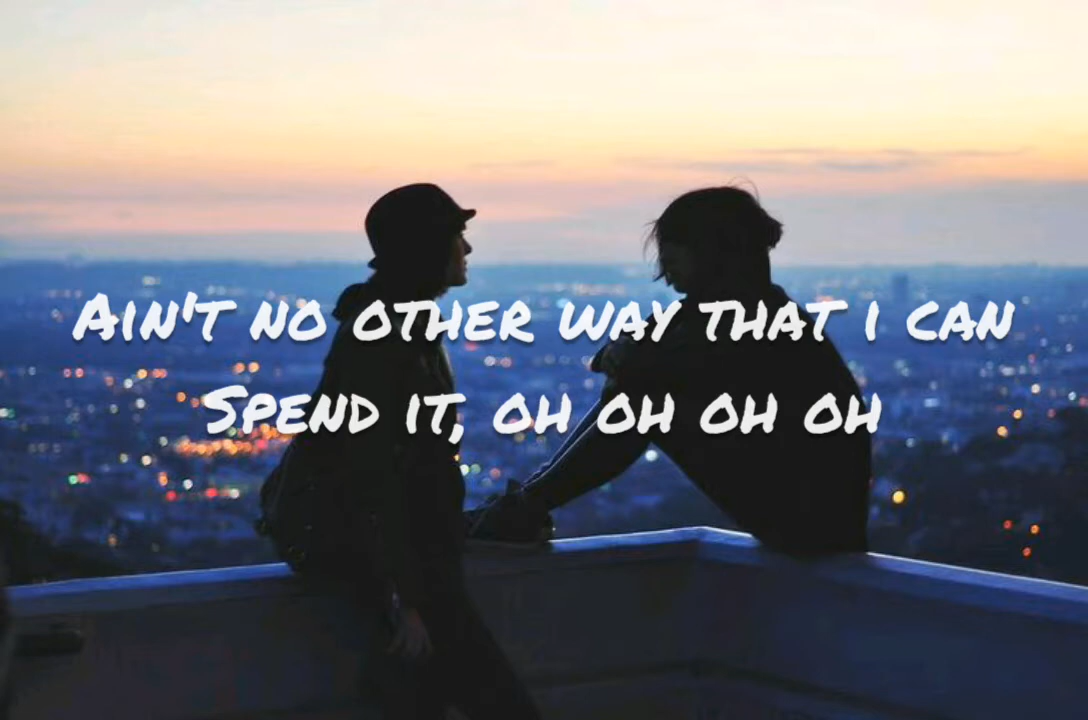 Ain't no other way that i can
Spend it, oh oh oh oh